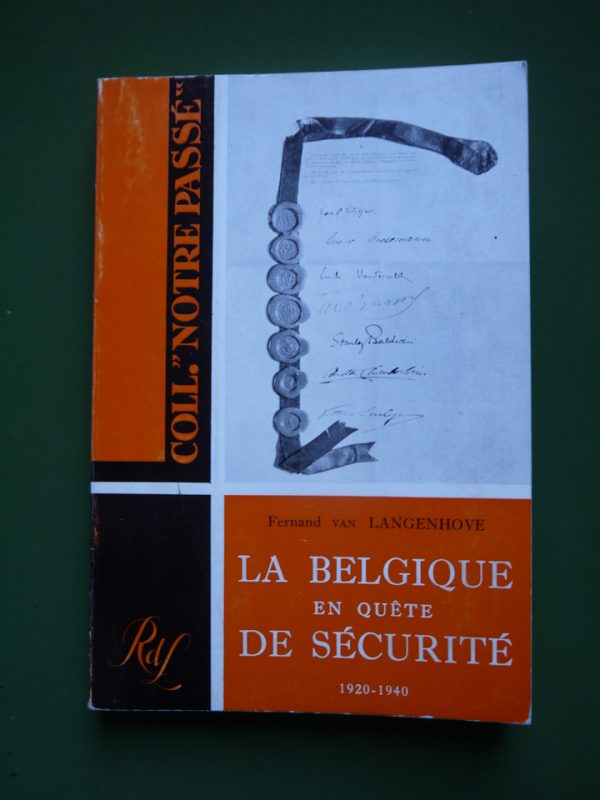 COLL."NOTRE PASSÉ"
Stanley Baldwin
Fernand VAN LANGENHOVE
LA BELGIQUE
EN QUÊTE
DE SÉCURITÉ
1920-1940
Rdl